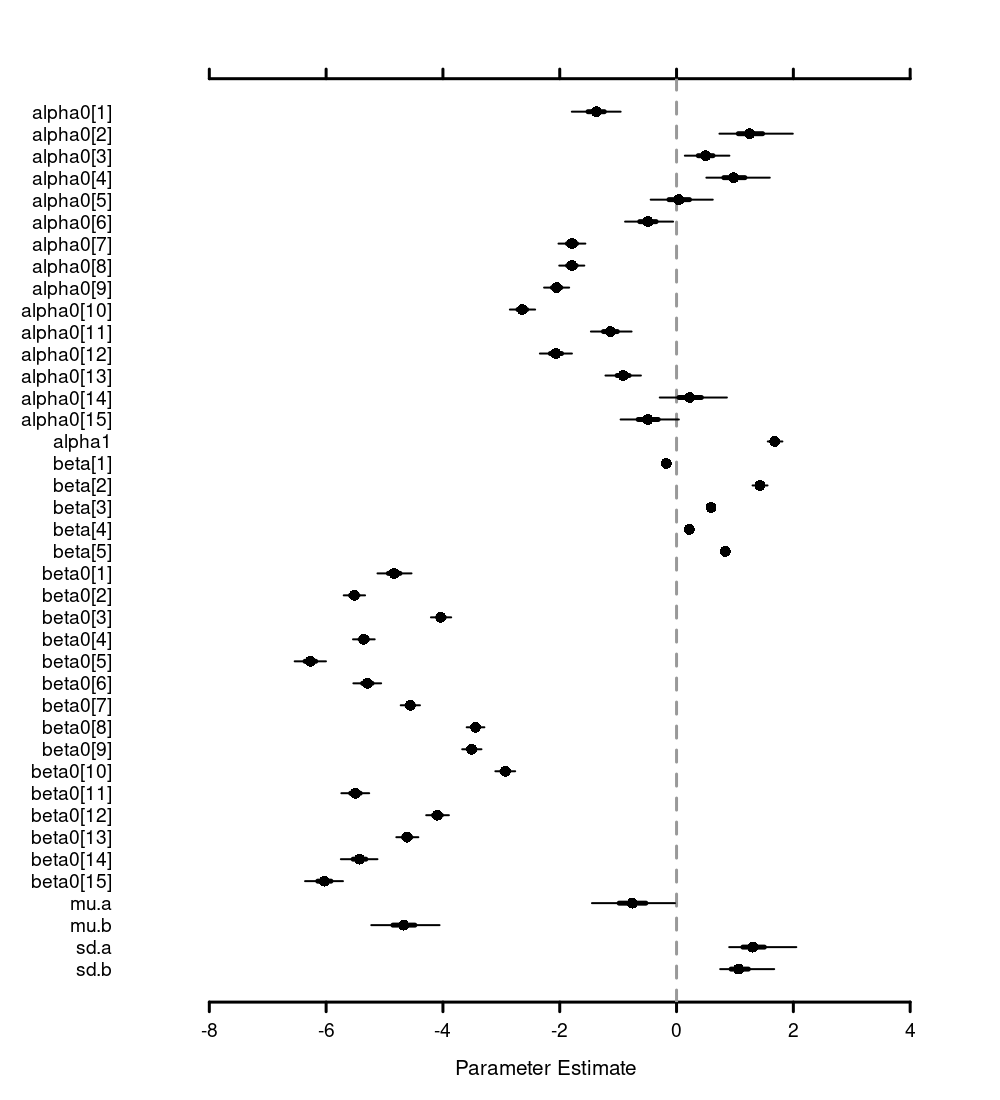 alpha0[1]
alpha0[2]
alpha0[3]
alpha0[4]
alpha0[5]
alpha0[6]
alpha0[7]
alpha0[8]
alpha0[9]
alpha0[10]
alpha0[11]
alpha0[12]
alpha0[13]
alpha0[14]
alpha0[15]
alpha1
beta[1]
beta[2]
beta[3]
beta[4]
beta[5]
beta0[1]
beta0[2]
beta0[3]
beta0[4]
beta0[5]
beta0[6]
beta0[7]
beta0[8]
beta0[9]
beta0[10]
beta0[11]
beta0[12]
beta0[13]
beta0[14]
beta0[15]
mu.a
mu.b
sd.a
sd.b
-8 -6 -4 -2 0 2 4
Parameter Estimate